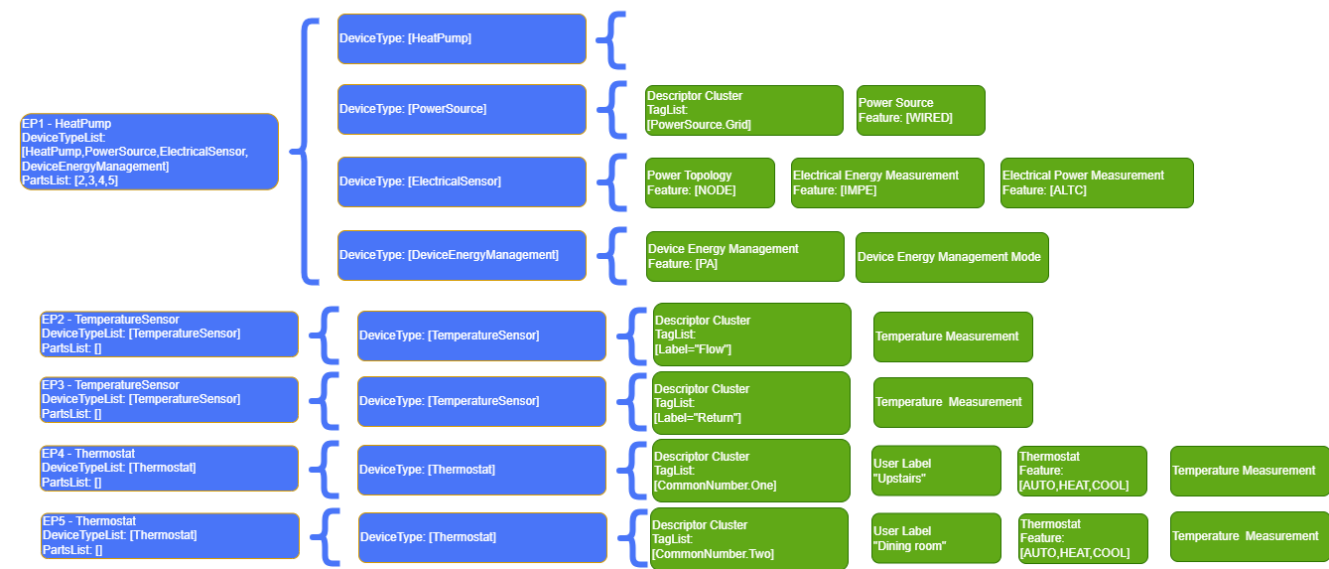 EP1 - HeatPump
DeviceTypeList:
[HeatPump,PowerSource,ElectricalSensor,
DeviceEnergyManagement]
PartsList: [2,3,4,5]
DeviceType: [HeatPump]
DeviceType: [PowerSource]
Descriptor Cluster
TagList:
[PowerSource.Grid]
Power Source
Feature: [WIRED]
DeviceType: [ElectricalSensor]
Power Topology
Feature: [NODE]
Electrical Energy Measurement
Feature: [IMPE]
Electrical Power Measurement
Feature: [ALTC]
DeviceType: [DeviceEnergyManagement]
Device Energy Management
Feature: [PA]
Device Energy Management Mode
EP2 - TemperatureSensor
DeviceTypeList: [TemperatureSensor]
PartsList: []
DeviceType: [TemperatureSensor]
Descriptor Cluster
TagList:
[Label="Flow"]
Temperature Measurement
EP3 - TemperatureSensor
DeviceTypeList: [TemperatureSensor]
PartsList: []
DeviceType: [TemperatureSensor]
Descriptor Cluster
TagList:
[Label="Return"]
Temperature Measurement
EP4 - Thermostat
DeviceTypeList: [Thermostat]
PartsList: []
DeviceType: [Thermostat]
Descriptor Cluster
TagList:
[CommonNumber.One]
User Label
"Upstairs"
Thermostat
Feature:
[AUTO,HEAT,COOL]
Temperature Measurement
EP5 - Thermostat
DeviceTypeList: [Thermostat]
PartsList: []
DeviceType: [Thermostat]
Descriptor Cluster
TagList:
[CommonNumber.Two]
User Label
"Dining room"
Thermostat
Feature:
[AUTO,HEAT,COOL]
Temperature Measurement